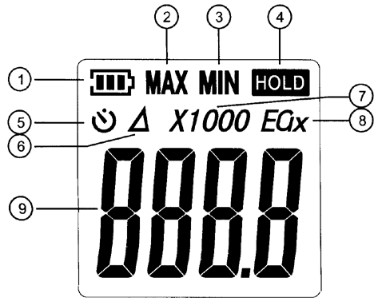 2 3 4
1 MAX MIN HOLD 7
5 Δ X1000 EGx 8
6
9 888.8